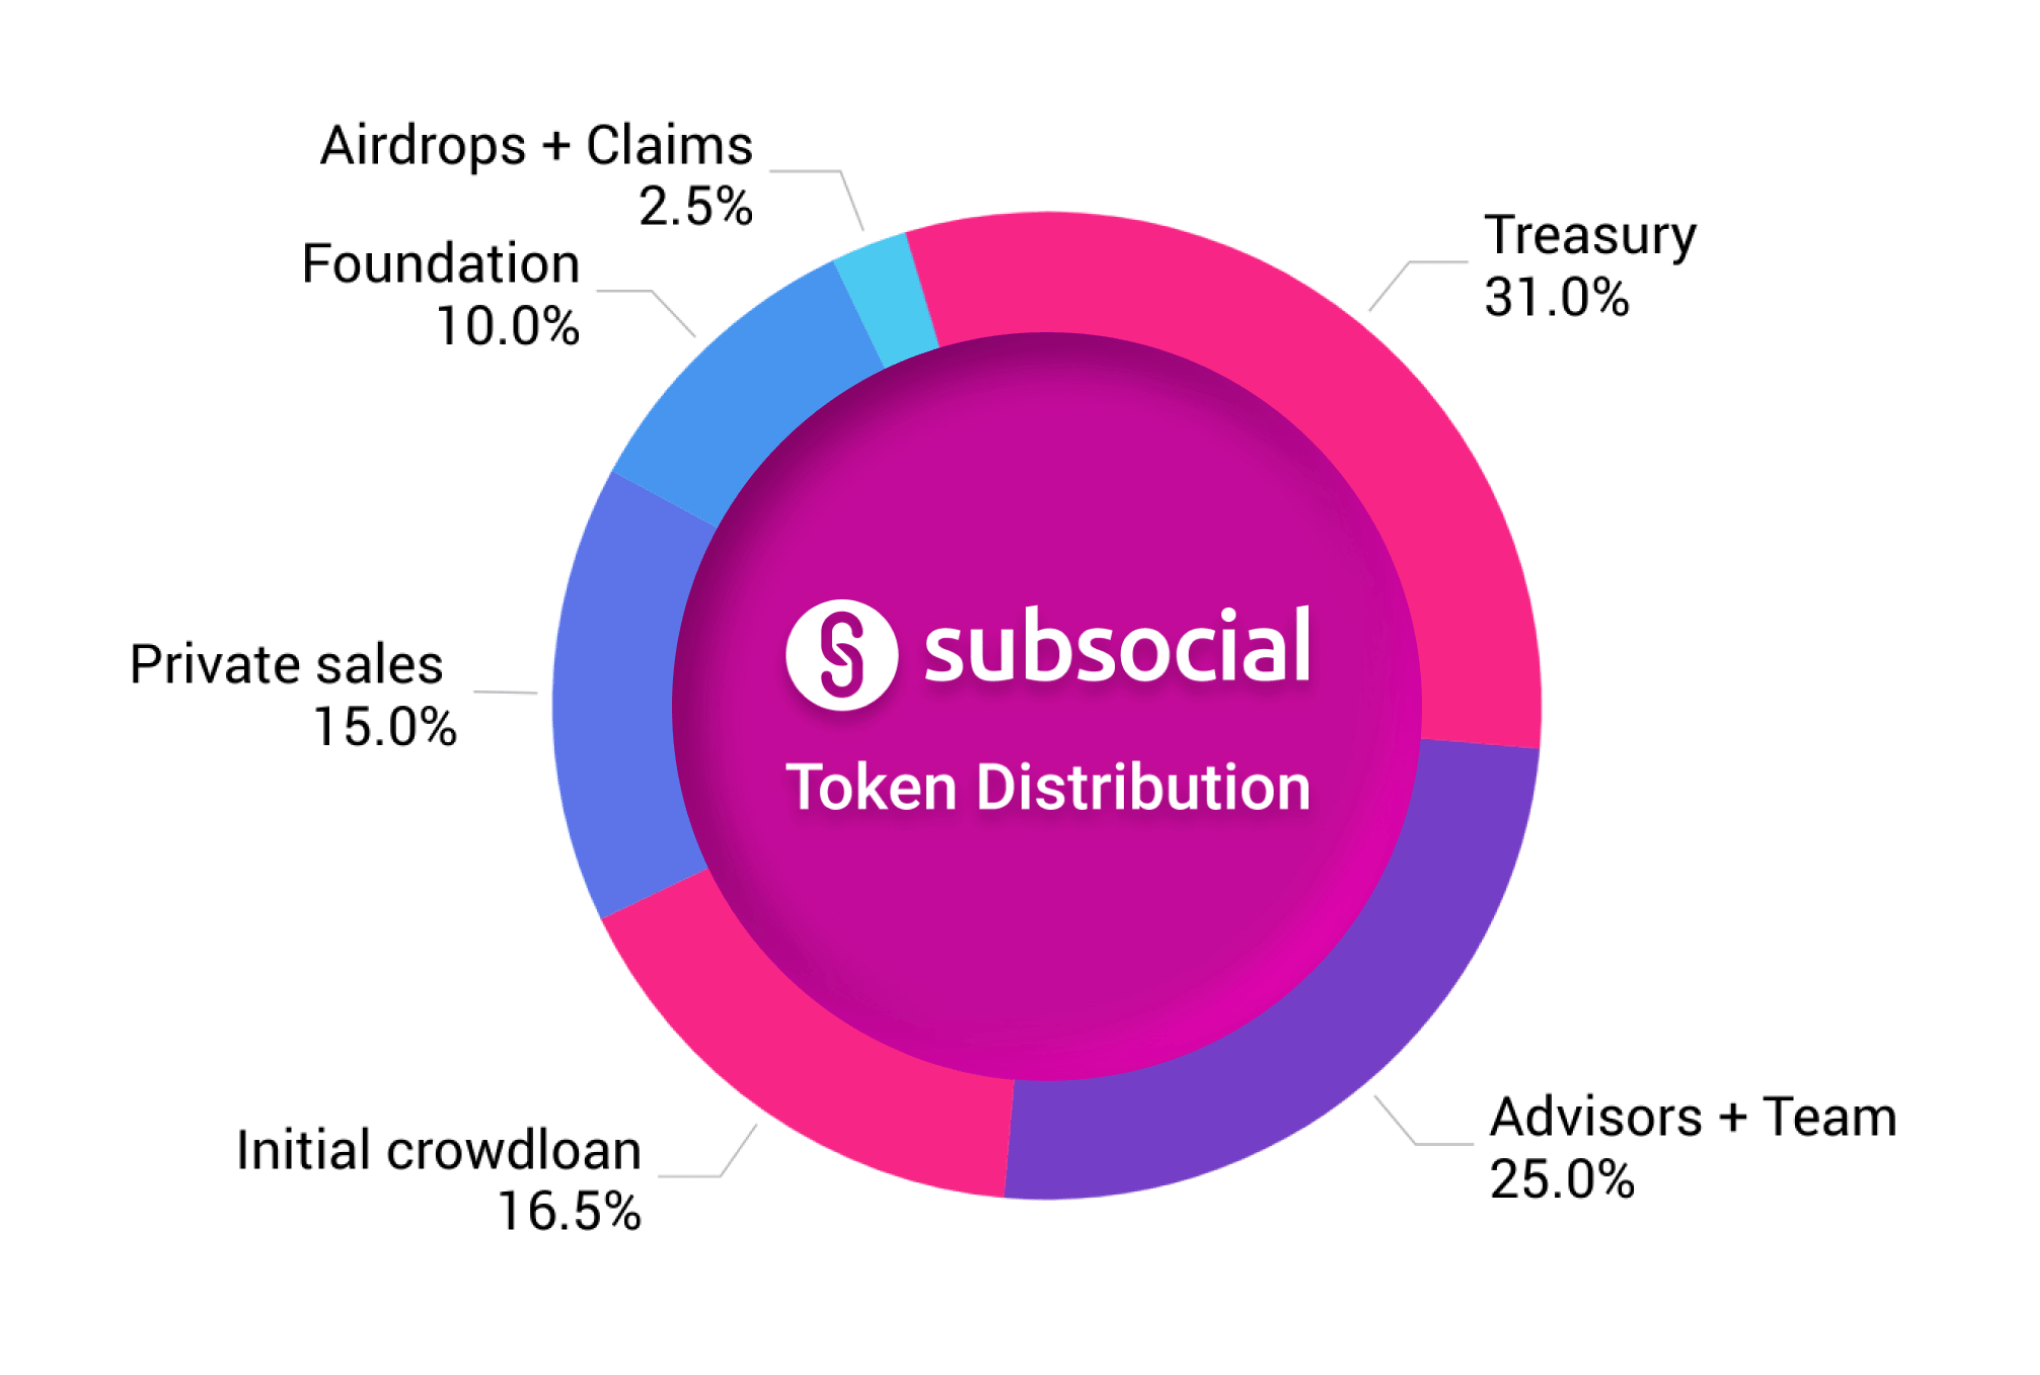 Airdrops + Claims
2.5%
Foundation
10.0%
Treasury
31.0%
Private sales
15.0%
subsocial
Token Distribution
Initial crowdloan
16.5%
Advisors + Team
25.0%